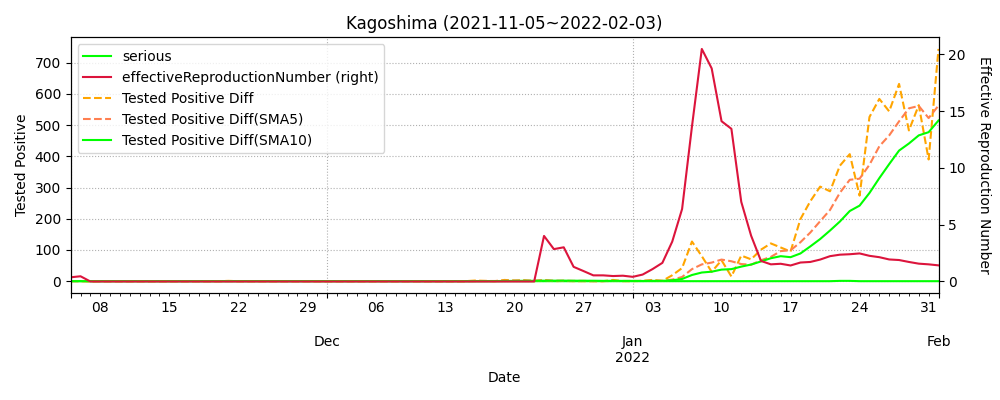 Kagoshima (2021-11-05~2022-02-03)
serious
effectiveReproductionNumber (right)
Tested Positive Diff
Tested Positive Diff(SMA5)
Tested Positive Diff(SMA10)
Tested Positive
700
600
500
400
300
200
100
0
20
15
10
5
0
Effective Reproduction Number
08 15 22 29 06 13 20 27 03 10 17 24 31
Dec Jan Feb
2022
Date